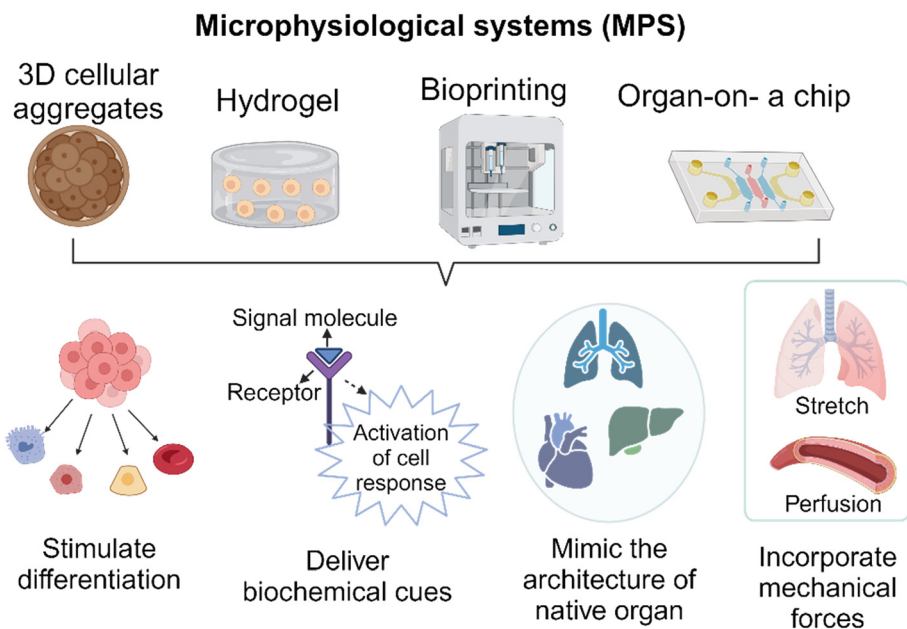 Microphysiological systems (MPS)
3D cellular
aggregates
Hydrogel
Bioprinting
Organ-on- a chip
Signal molecule
Receptor
Activation
of cell
response
Stretch
Perfusion
Stimulate
differentiation
Deliver
biochemical cues
Mimic the
architecture of
native organ
Incorporate
mechanical
forces